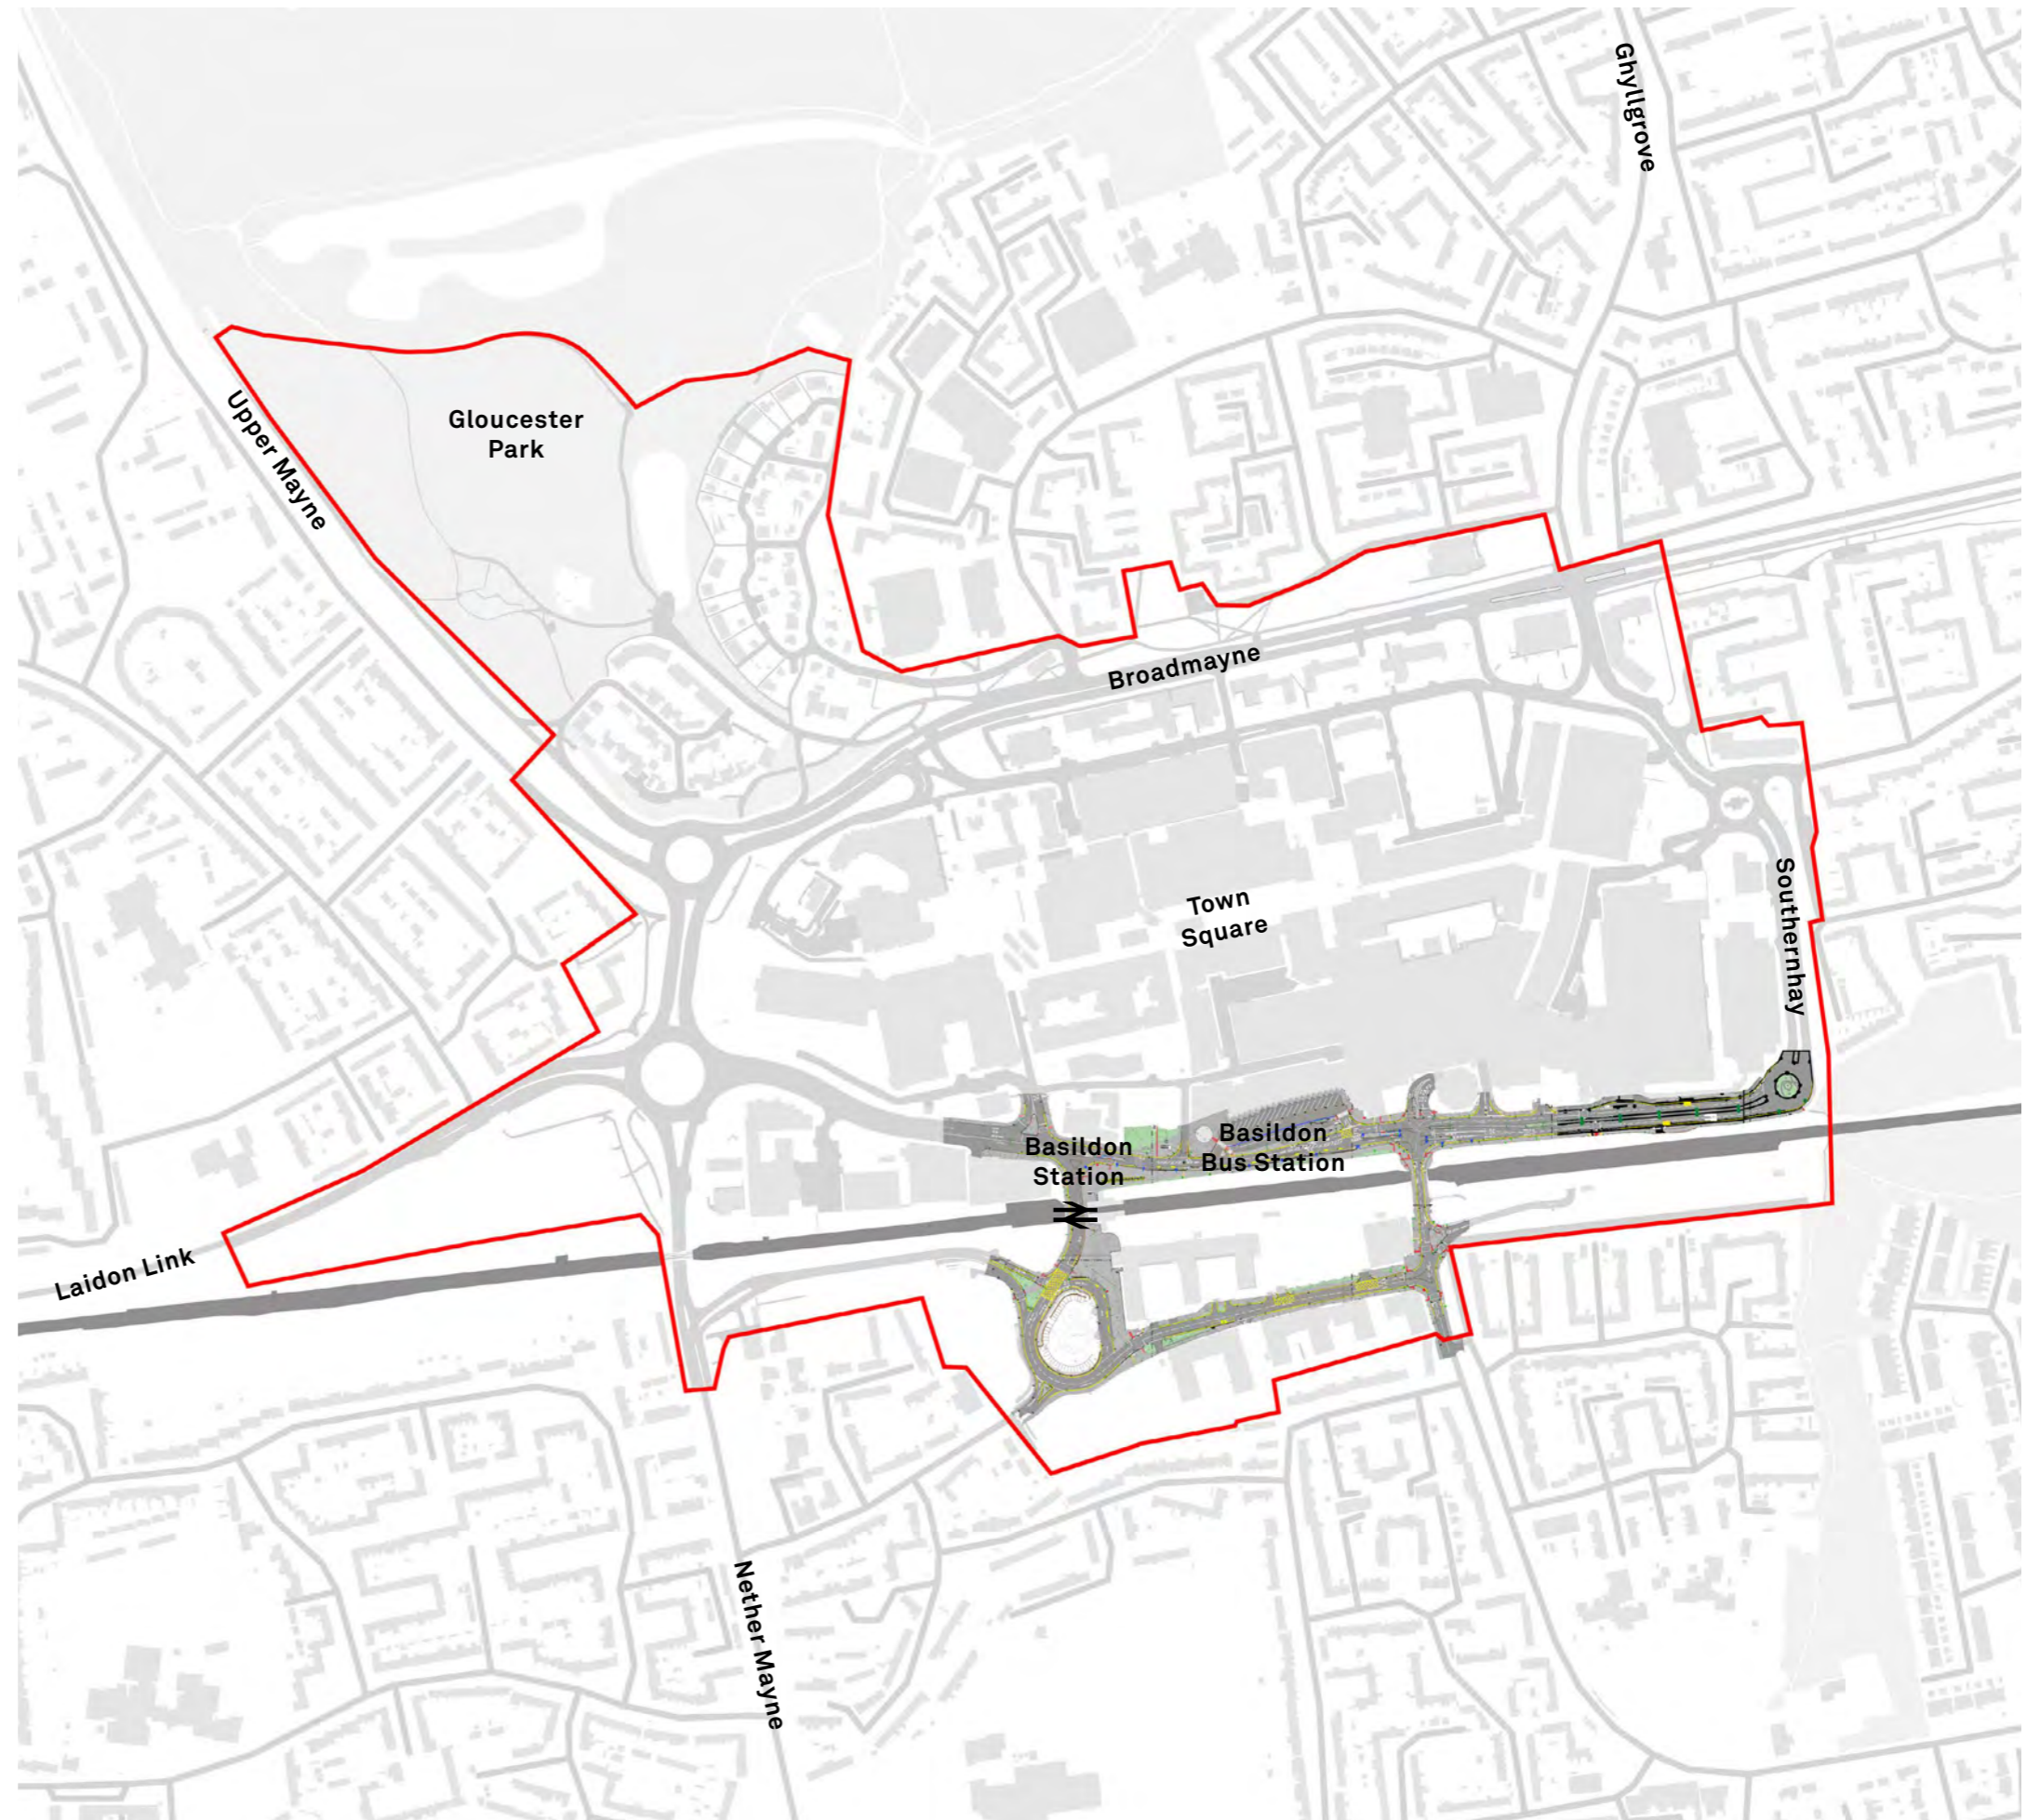 Ghyllgrove
Gloucester
Park
Upper Mayne
Broadmayne
Town
Square
Southernhay
Basildon
Station
Basildon
Bus Station
Laidon Link
Nether Mayne